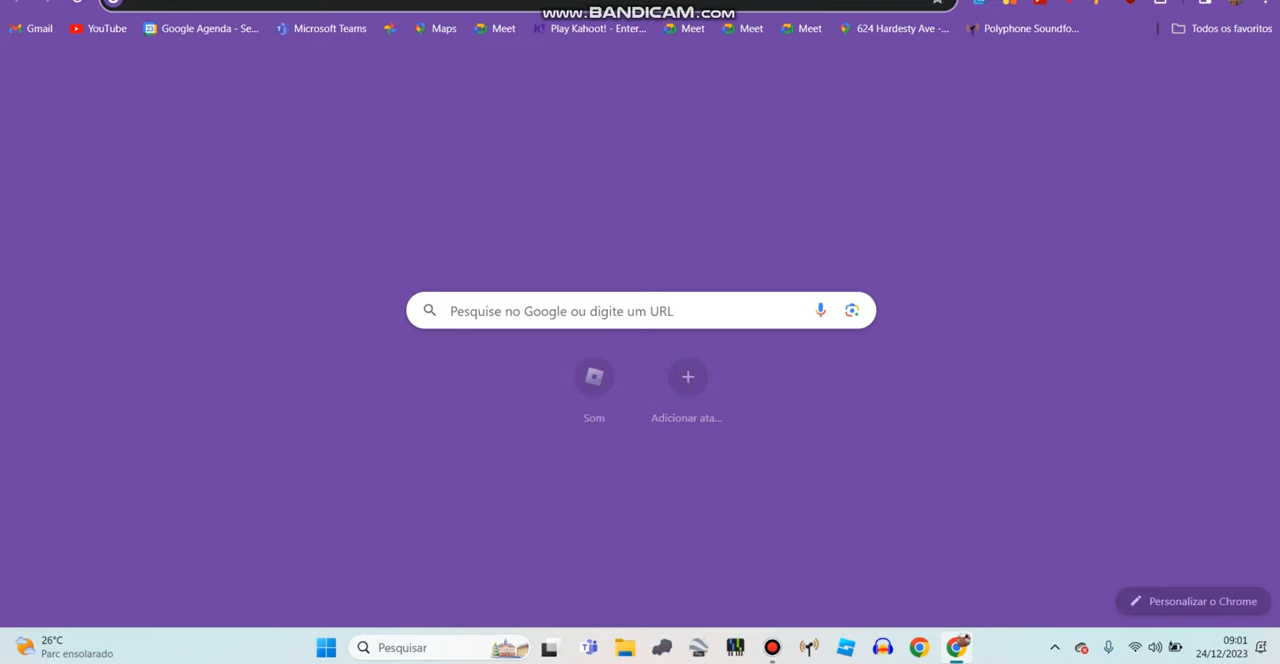 www.BANDICAM.com
Gmail YouTube Google Agenda - Se... Microsoft Teams Maps Meet Play Kahoot! - Enter... Meet Meet Meet 624 Hardesty Ave -... Polyphone Soundfo... Todos os favoritos
Pesquise no Google ou digite um URL
Som Adicionar ata...
Personalizar o Chrome
26°C
Parc ensolarado
Pesquisar
09:01
24/12/2023